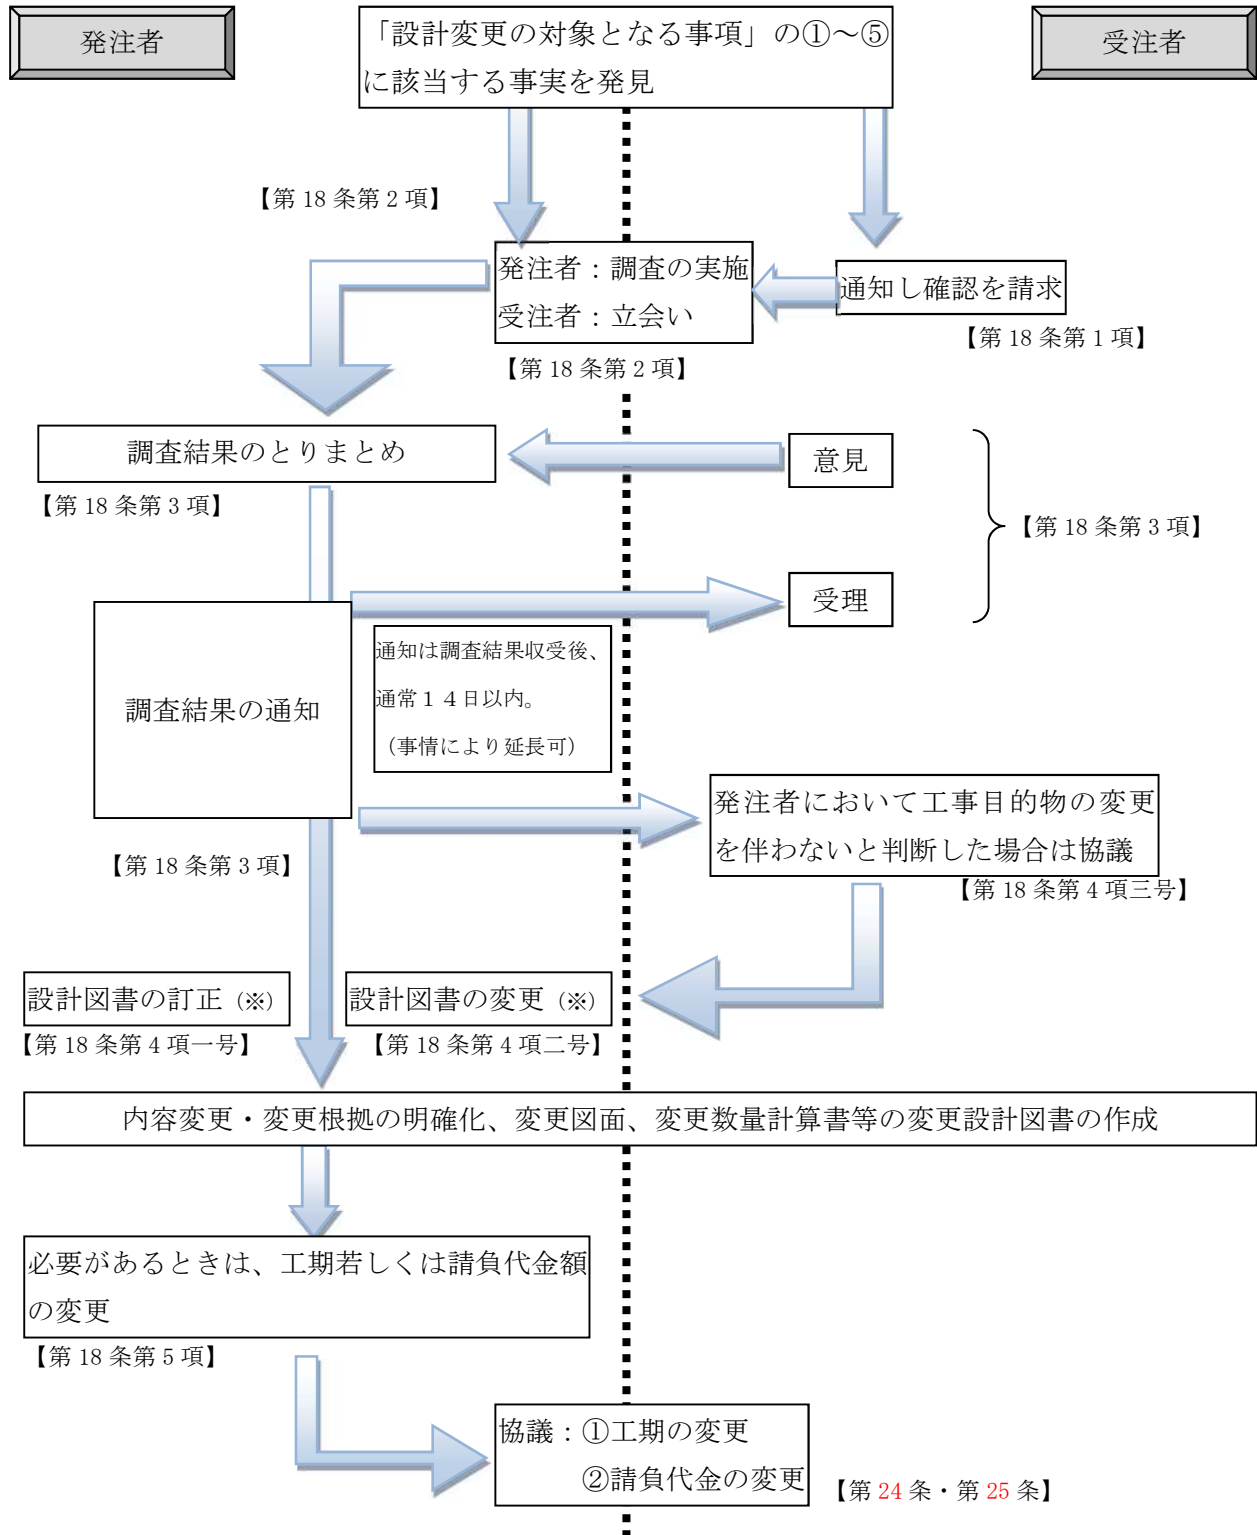 発注者
「設計変更の対象となる事項」の①～⑤
に該当する事実を発見
受注者
【第 18 条第 2 項】
発注者：調査の実施
受注者：立会い
通知し確認を請求
【第 18 条第 1 項】
【第 18 条第 2 項】
調査結果のとりまとめ
意見
【第 18 条第 3 項】
【第 18 条第 3 項】
受理
調査結果の通知
通知は調査結果収受後、
通常１４日以内。
（事情により延長可）
発注者において工事目的物の変更
を伴わないと判断した場合は協議
【第 18 条第 3 項】
【第 18 条第 4 項三号】
設計図書の訂正（※）
設計図書の変更（※）
【第 18 条第 4 項一号】
【第 18 条第 4 項二号】
内容変更・変更根拠の明確化、変更図面、変更数量計算書等の変更設計図書の作成
必要があるときは、工期若しくは請負代金額
の変更
【第 18 条第 5 項】
協議：①工期の変更
②請負代金の変更
【第 24 条・第 25 条】